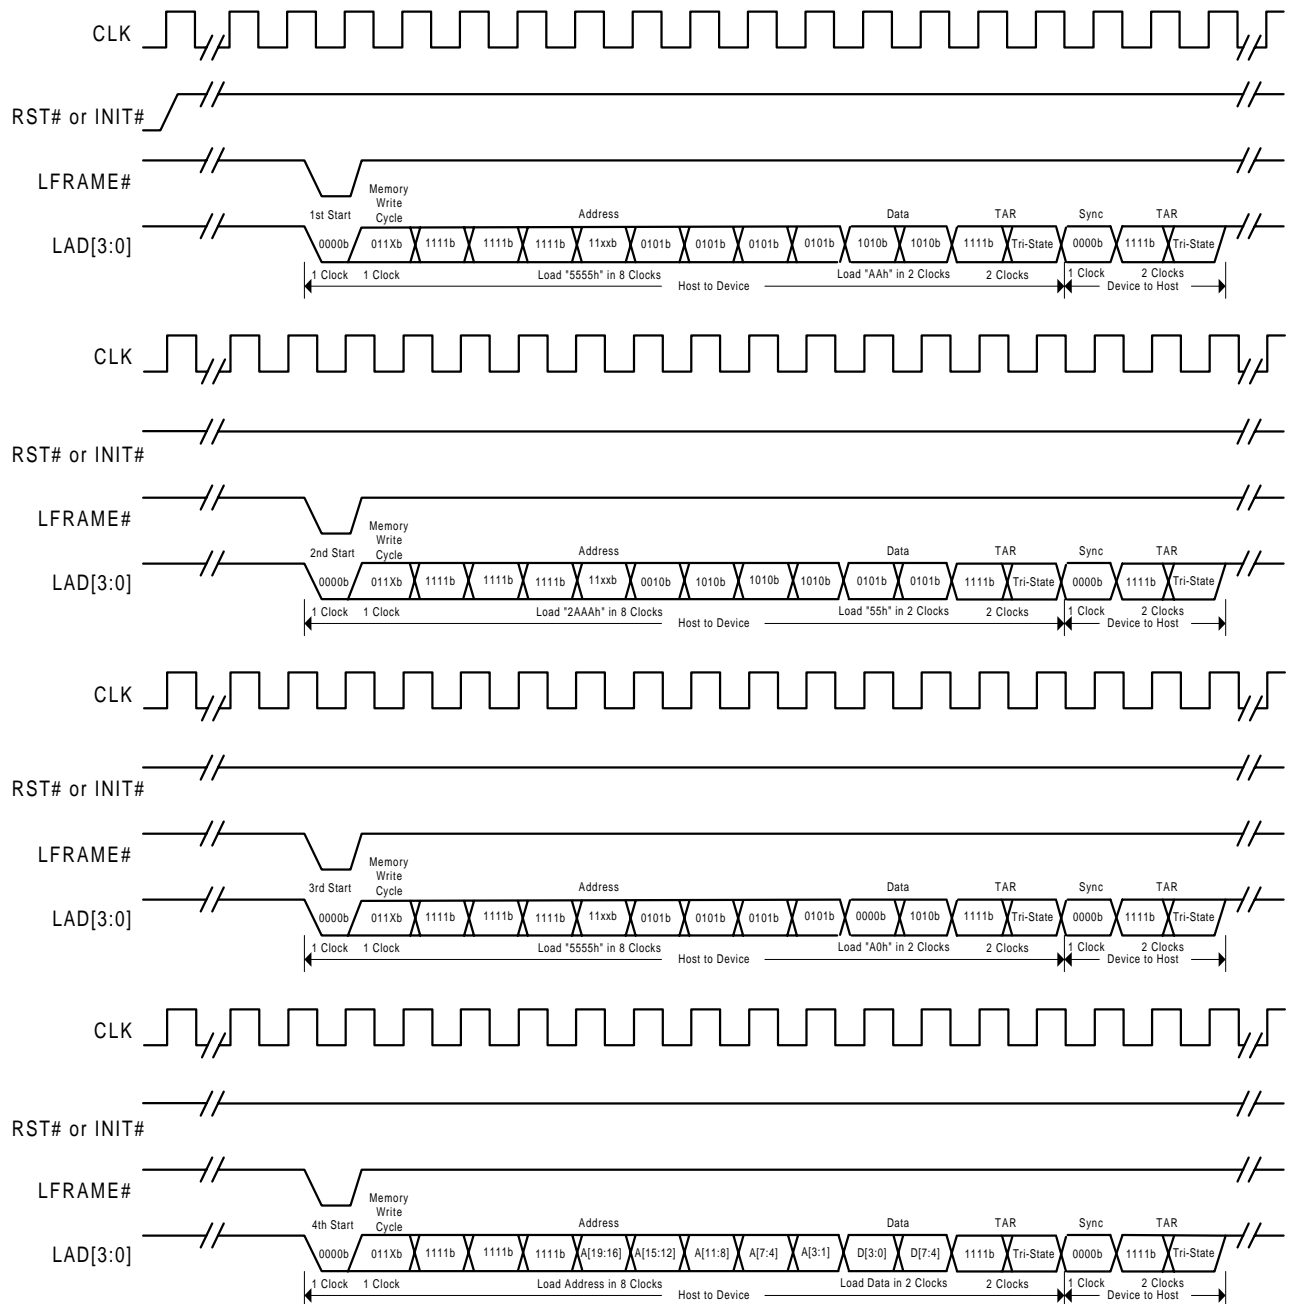 CLK
RST# or INIT#
LFRAME#
Memory
Write
Cycle
1st Start Address Data TAR Sync TAR
LAD[3:0] 0000b 011Xb 1111b 1111b 1111b 11xxb 0101b 0101b 0101b 0101b 1010b 1010b 1111b Tri-State 0000b 1111b Tri-State
1 Clock 1 Clock Load "5555h" in 8 Clocks Load "AAh" in 2 Clocks 2 Clocks 1 Clock 2 Clocks
Host to Device Device to Host
CLK
RST# or INIT#
LFRAME#
Memory
Write
Cycle
2nd Start Address Data TAR Sync TAR
LAD[3:0] 0000b 011Xb 1111b 1111b 1111b 11xxb 0010b 1010b 1010b 1010b 0101b 0101b 1111b Tri-State 0000b 1111b Tri-State
1 Clock 1 Clock Load "2AAAh" in 8 Clocks Load "55h" in 2 Clocks 2 Clocks 1 Clock 2 Clocks
Host to Device Device to Host
CLK
RST# or INIT#
LFRAME#
Memory
Write
Cycle
3rd Start Address Data TAR Sync TAR
LAD[3:0] 0000b 011Xb 1111b 1111b 1111b 11xxb 0101b 0101b 0101b 0101b 0000b 1010b 1111b Tri-State 0000b 1111b Tri-State
1 Clock 1 Clock Load "5555h" in 8 Clocks Load "A0h" in 2 Clocks 2 Clocks 1 Clock 2 Clocks
Host to Device Device to Host
CLK
RST# or INIT#
LFRAME#
Memory
Write
Cycle
4th Start Address Data TAR Sync TAR
LAD[3:0] 0000b 011Xb 1111b 1111b 1111b A[19:16] A[15:12] A[11:8] A[7:4] A[3:1] D[3:0] D[7:4] 1111b Tri-State 0000b 1111b Tri-State
1 Clock 1 Clock Load Address in 8 Clocks Load Data in 2 Clocks 2 Clocks 1 Clock 2 Clocks
Host to Device Device to Host